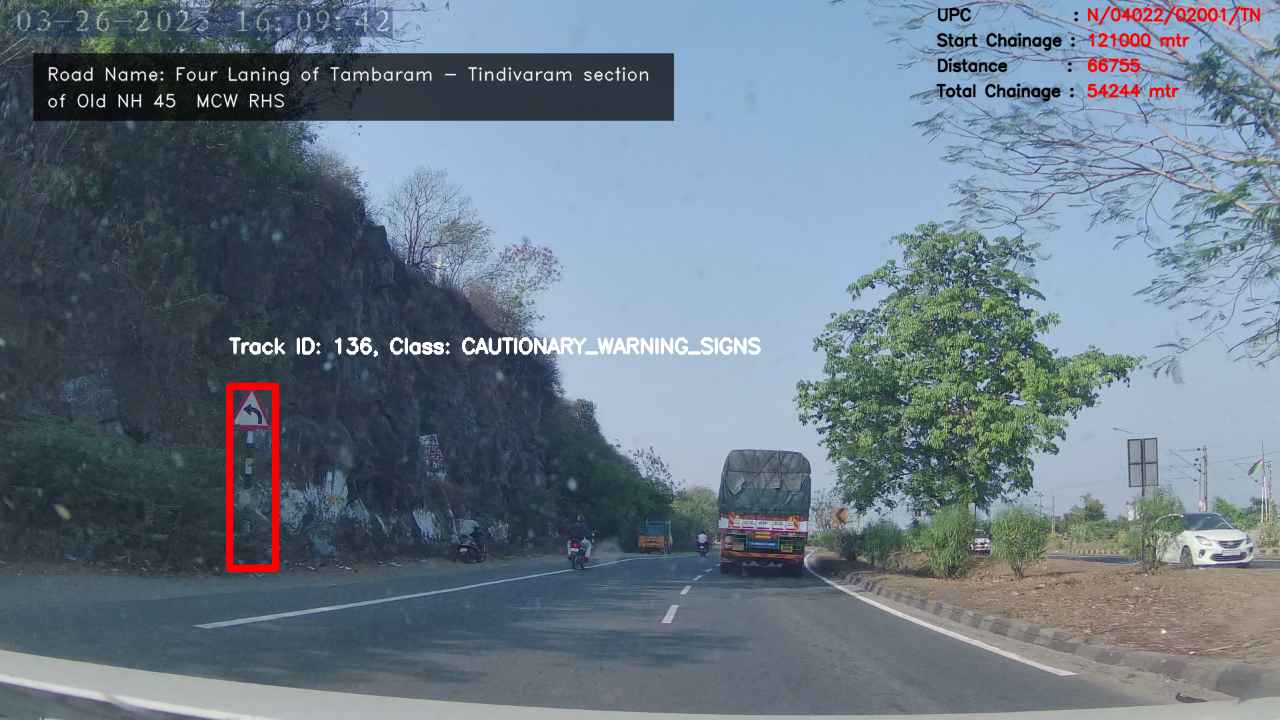 03-26-2025 16:09:42
Road Name: Four Laning of Tambaram - Tindivaram section
of Old NH 45 MCW RHS
UPC : N/04022/02001/TN
Start Chainage : 121000 mtr
Distance : 66755
Total Chainage : 54244 mtr
Track ID: 136, Class: CAUTIONARY_WARNING_SIGNS